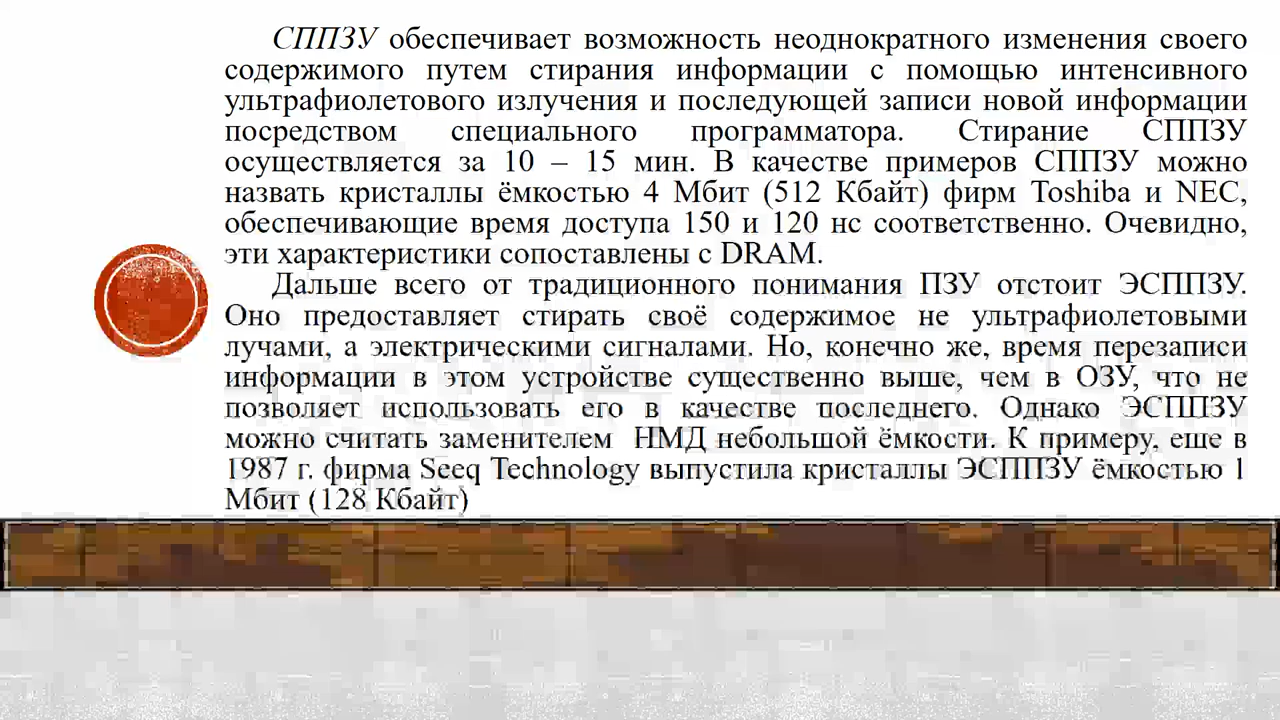 СППЗУ обеспечивает возможность неоднократного изменения своего
содержимого путем стирания информации с помощью интенсивного
ультрафиолетового излучения и последующей записи новой информации
посредством специального программатора. Стирание СППЗУ
осуществляется за 10 – 15 мин. В качестве примеров СППЗУ можно
назвать кристаллы ёмкостью 4 Мбит (512 Кбайт) фирм Toshiba и NEC,
обеспечивающие время доступа 150 и 120 нс соответственно. Очевидно,
эти характеристики сопоставлены с DRAM.
Дальше всего от традиционного понимания ПЗУ отстоит ЭСППЗУ.
Оно предоставляет стирать своё содержимое не ультрафиолетовыми
лучами, а электрическими сигналами. Но, конечно же, время перезаписи
информации в этом устройстве существенно выше, чем в ОЗУ, что не
позволяет использовать его в качестве последнего. Однако ЭСППЗУ
можно считать заменителем НМД небольшой ёмкости. К примеру, еше в
1987 г. фирма Seeq Technology выпустила кристаллы ЭСППЗУ ёмкостью 1
Мбит (128 Кбайт)